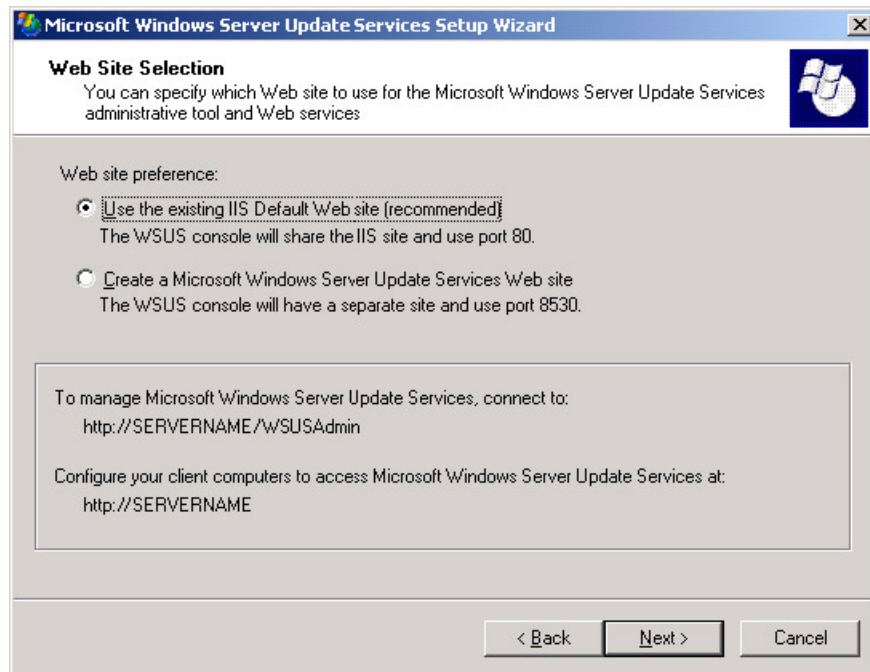 Microsoft Windows Server Update Services Setup Wizard
Web Site Selection
You can specify which Web site to use for the Microsoft Windows Server Update Services
administrative tool and Web services
Web site preference:
Use the existing IIS Default Web site (recommended)
The WSUS console will share the IIS site and use port 80.
Create a Microsoft Windows Server Update Services Web site
The WSUS console will have a separate site and use port 8530.
To manage Microsoft Windows Server Update Services, connect to:
http://SERVERNAME/WSUSAdmin
Configure your client computers to access Microsoft Windows Server Update Services at:
http://SERVERNAME
< Back
Next >
Cancel